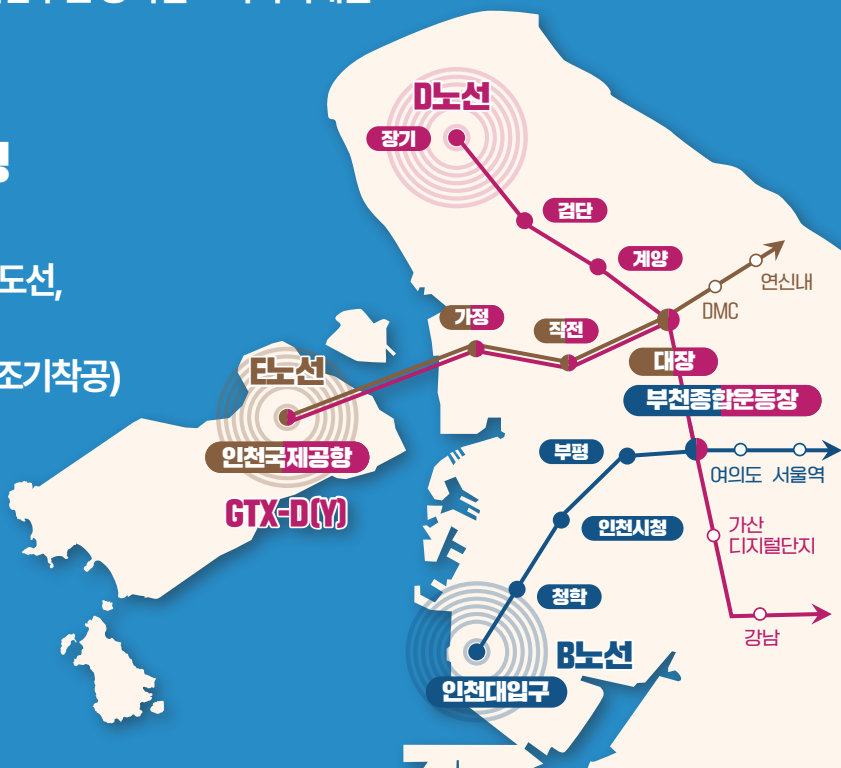 도선,
조기착공)
D노선
장기
검단
계양
연신내
DMC
가정
작전
대장
E노선
인천국제공항
GTX-D(Y)
부천종합운동장
부평
여의도
서울역
인천시청
가산
디지털단지
청학
강남
B노선
인천대입구